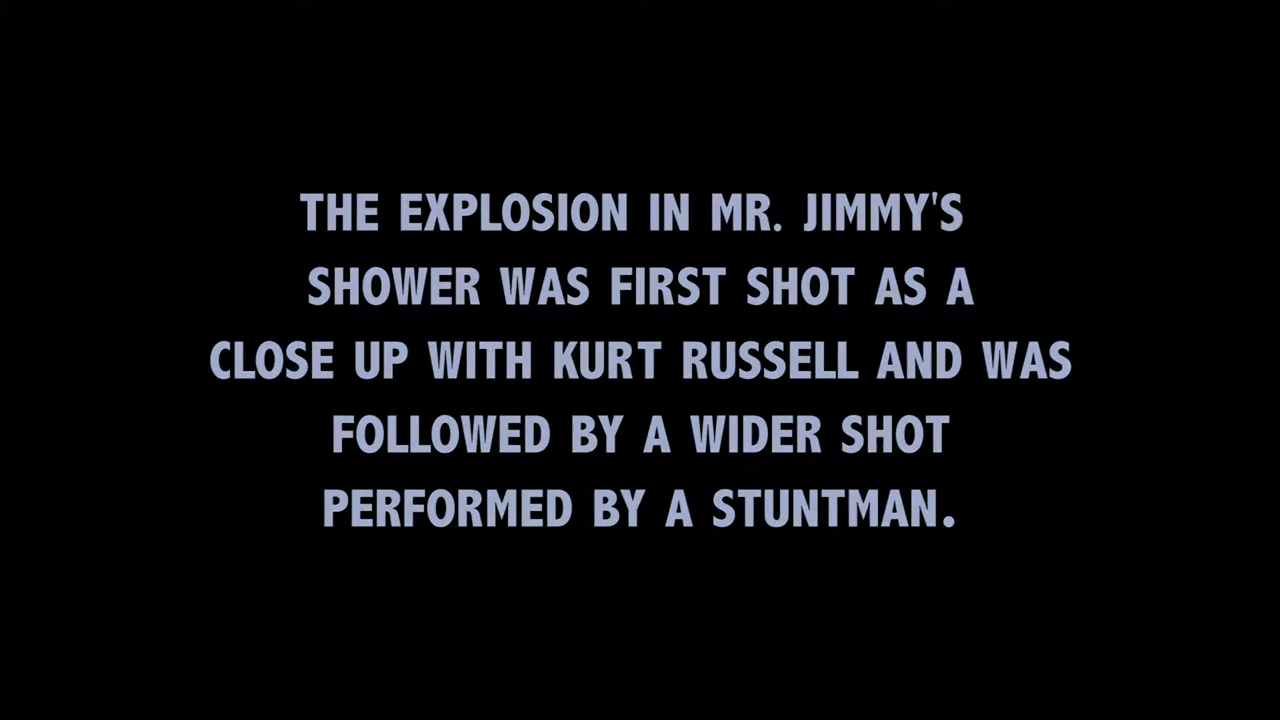 THE EXPLOSION IN MR. JIMMY'S
SHOWER WAS FIRST SHOT AS A
CLOSE UP WITH KURT RUSSELL AND WAS
FOLLOWED BY A WIDER SHOT
PERFORMED BY A STUNTMAN.